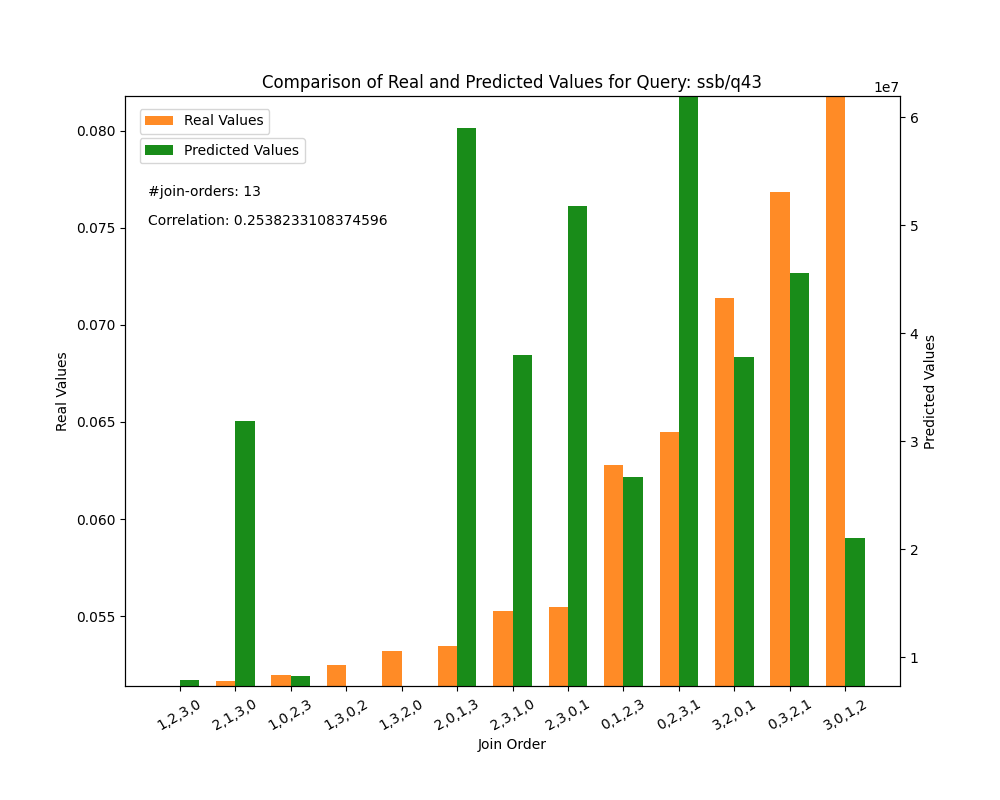 Comparison of Real and Predicted Values for Query: ssb/q43
1e7
Real Values
Predicted Values
#join-orders: 13
Correlation: 0.2538233108374596
0.080
0.075
0.070
0.065
0.060
0.055
Real Values
6
5
4
3
2
1
Predicted Values
1,2,3,0
2,1,3,0
1,0,2,3
1,3,0,2
1,3,2,0
2,0,1,3
2,3,1,0
2,3,0,1
0,1,2,3
0,2,3,1
3,2,0,1
0,3,2,1
3,0,1,2
Join Order